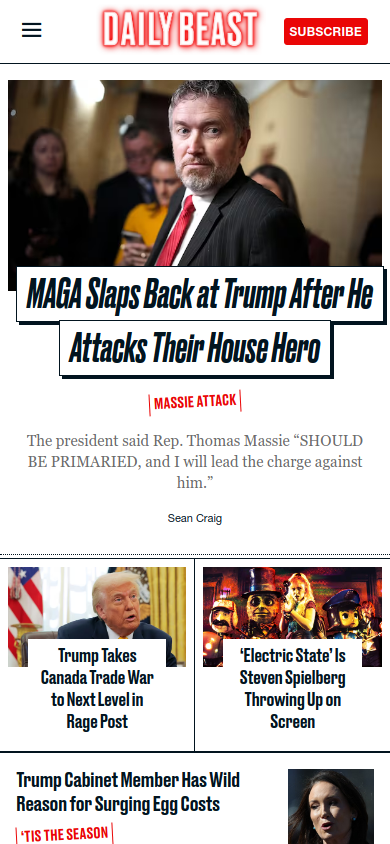 DAILY BEAST
SUBSCRIBE
MAGA Slaps Back at Trump After He
Attacks Their House Hero
MASSIE ATTACK
The president said Rep. Thomas Massie “SHOULD
BE PRIMARIED, and I will lead the charge against
him.”
Sean Craig
Trump Takes
Canada Trade War
to Next Level in
Rage Post
‘Electric State’ Is
Steven Spielberg
Throwing Up on
Screen
Trump Cabinet Member Has Wild
Reason for Surging Egg Costs
‘TIS THE SEASON